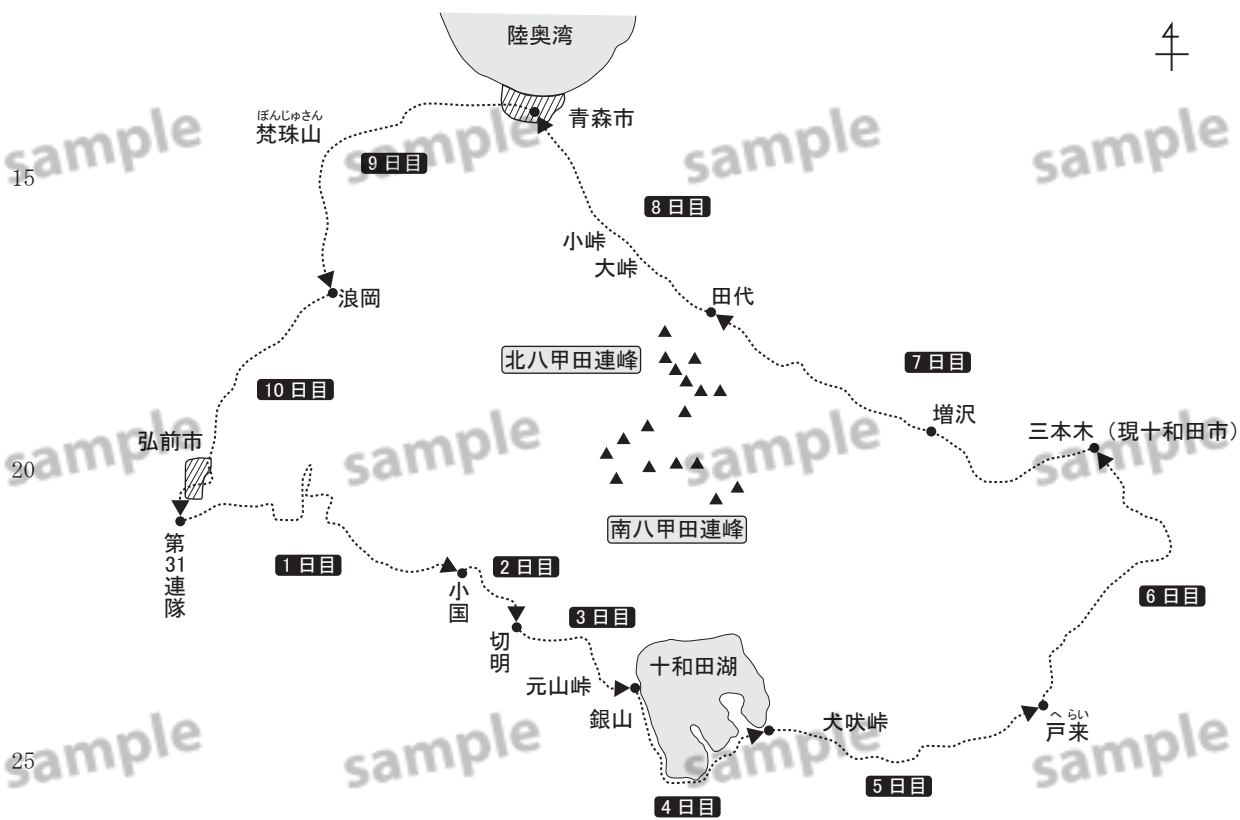 陸奥湾
4
ぼんじゅさん
梵珠山
青森市
9日目
15
8日目
小峠
大峠
田代
浪岡
北八甲田連峰
7日目
10日目
増沢
三本木（現十和田市）
弘前市
20
南八甲田連峰
第31連隊
1日目
小国
2日目
切明
3日目
6日目
十和田湖
元山峠
銀山
犬吠峠
へらい
戸来
25
5日目
4日目
sample
sample
sample
sample
sample
sample
sample
sample
sample
sample
sample
sample